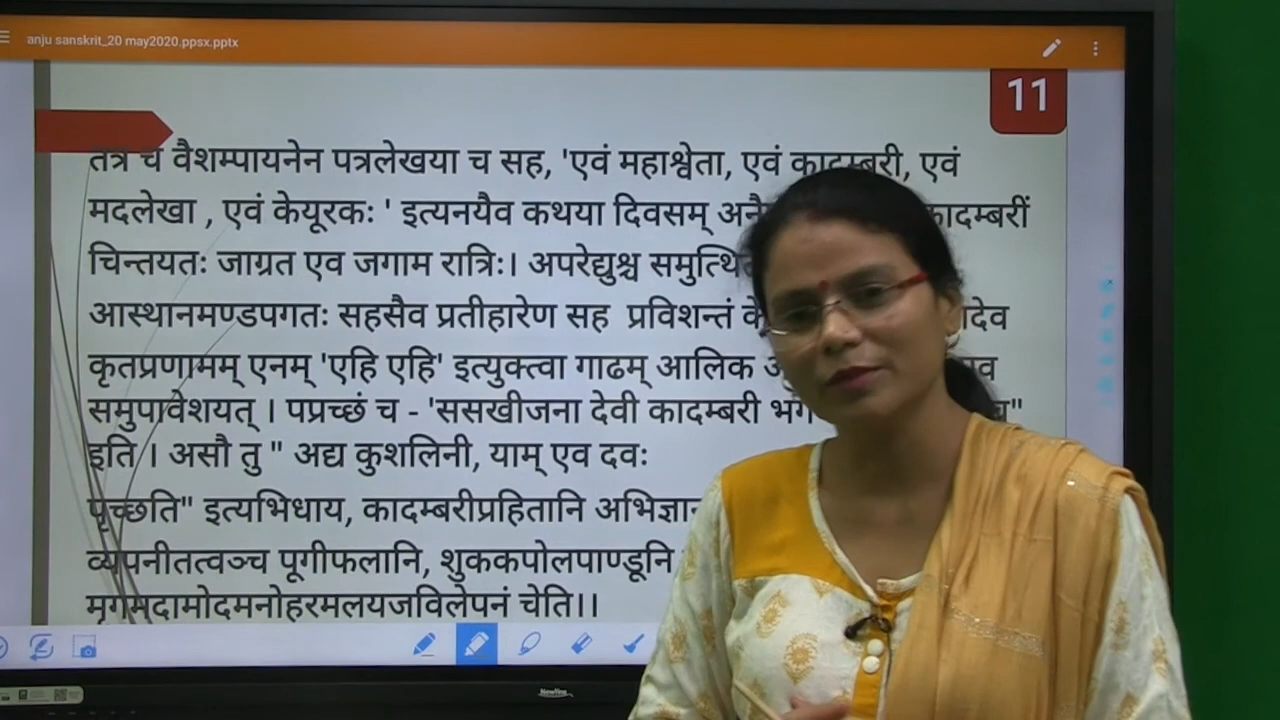 anju sanskrit_20 may2020.ppsx.pptx
11
तत्र च वैशम्पायनेन पत्रलेखया च सह, 'एवं महाश्वेता, एवं कादम्बरी, एवं
मदलेखा , एवं केयूरकः ' इत्यनयैव कथया दिवसम् कादम्बरीं
चिन्तयतः जाग्रत एव जगाम रात्रिः। अपरेद्युश्च
आस्थानमण्डपगतः सहसैव प्रतीहारेण सह प्रविशन्तं
कृतप्रणामम् एनम् 'एहि एहि' इत्युक्त्वा गाढम् आलिक
समुपावेशयत् । पप्रच्छं च - 'ससखीजना देवी कादम्बरी
इति । असौ तु " अद्य कुशलिनी, याम् एव दवः
पृच्छति" इत्यभिधाय, कादम्बरीप्रहितानि
व्यपनीतत्वञ्च पूगीफलानि, शुककपोलपाण्डूनि
मृगमदामोदमनोहरमलयजविलेपनं चेति।।
Newline